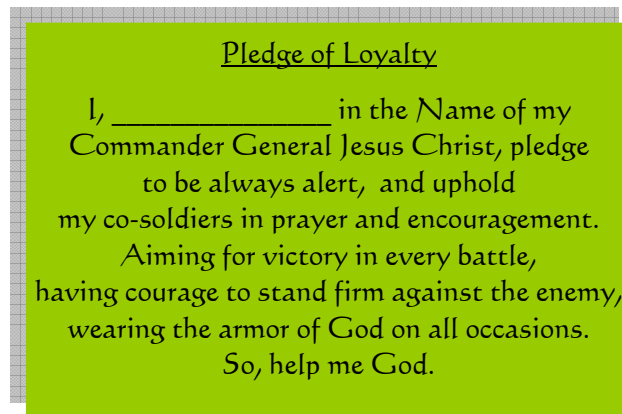 Pledge of Loyalty
I, _________________ in the Name of my
Commander General Jesus Christ, pledge
to be always alert,  and uphold
my co-soldiers in prayer and encouragement.
Aiming for victory in every battle,
having courage to stand firm against the enemy,
wearing the armor of God on all occasions.
So, help me God.